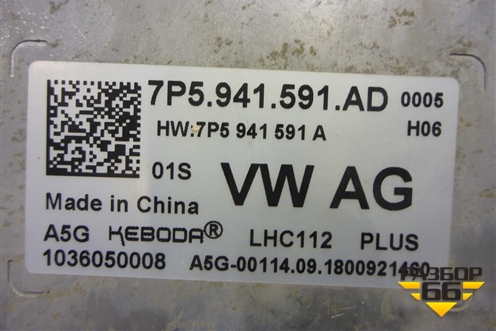 7P5.941.591.AD 0005
HW:7P5 941 591 A H06
01S VW AG
Made in China
A5G KEBODA® LHC112 PLUS
1036050008 A5G-00114.09.1800921460
РАЗБОР
66